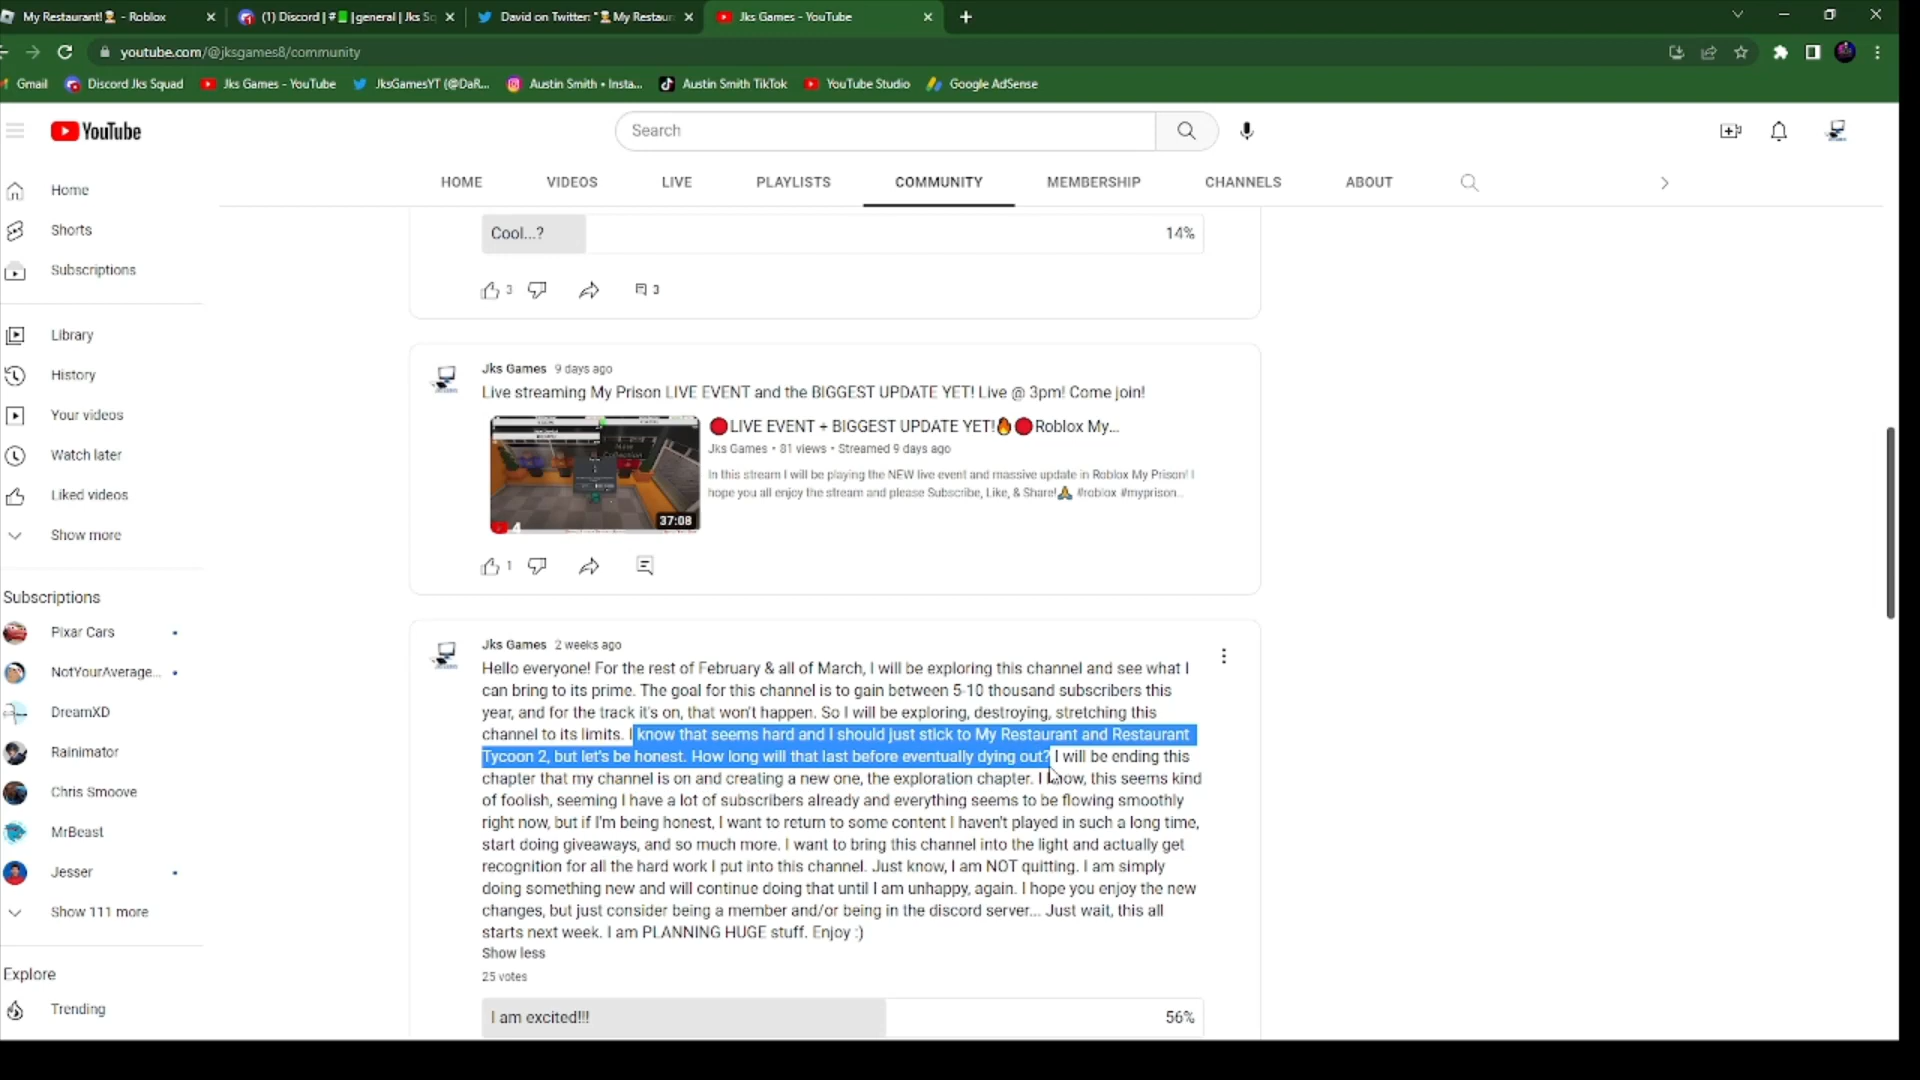 My Restaurant! - Roblox
(1) Discord | # | general | Jks Sq
David on Twitter: " My Restaur
Jks Games - YouTube
youtube.com/@jksgames8/community
Gmail
Discord Jks Squad
Jks Games - YouTube
JksGamesYT (@DaR...
Austin Smith • Insta...
Austin Smith TikTok
YouTube Studio
Google AdSense
YouTube
Search
HOME
VIDEOS
LIVE
PLAYLISTS
COMMUNITY
MEMBERSHIP
CHANNELS
ABOUT
Home
Shorts
Subscriptions
Library
History
Your videos
Watch later
Liked videos
Show more
Subscriptions
Pixar Cars
NotYourAverage...
DreamXD
Rainimator
Chris Smoove
MrBeast
Jesser
Show 111 more
Explore
Trending
Cool...?
14%
3
3
Jks Games 9 days ago
Live streaming My Prison LIVE EVENT and the BIGGEST UPDATE YET! Live @ 3pm! Come join!
🔴LIVE EVENT + BIGGEST UPDATE YET!🔥🔴Roblox My...
Jks Games • 81 views • Streamed 9 days ago
In this stream I will be playing the NEW live event and massive update in Roblox My Prison! I
hope you all enjoy the stream and please Subscribe, Like, & Share!🙏 #roblox #myprison...
37:08
1
Jks Games 2 weeks ago
Hello everyone! For the rest of February & all of March, I will be exploring this channel and see what I
can bring to its prime. The goal for this channel is to gain between 5-10 thousand subscribers this
year, and for the track it's on, that won't happen. So I will be exploring, destroying, stretching this
channel to its limits. I know that seems hard and I should just stick to My Restaurant and Restaurant
Tycoon 2, but let's be honest. How long will that last before eventually dying out? I will be ending this
chapter that my channel is on and creating a new one, the exploration chapter. I know, this seems kind
of foolish, seeming I have a lot of subscribers already and everything seems to be flowing smoothly
right now, but if I'm being honest, I want to return to some content I haven't played in such a long time,
start doing giveaways, and so much more. I want to bring this channel into the light and actually get
recognition for all the hard work I put into this channel. Just know, I am NOT quitting. I am simply
doing something new and will continue doing that until I am unhappy, again. I hope you enjoy the new
changes, but just consider being a member and/or being in the discord server... Just wait, this all
starts next week. I am PLANNING HUGE stuff. Enjoy :)
Show less
25 votes
I am excited!!!
56%